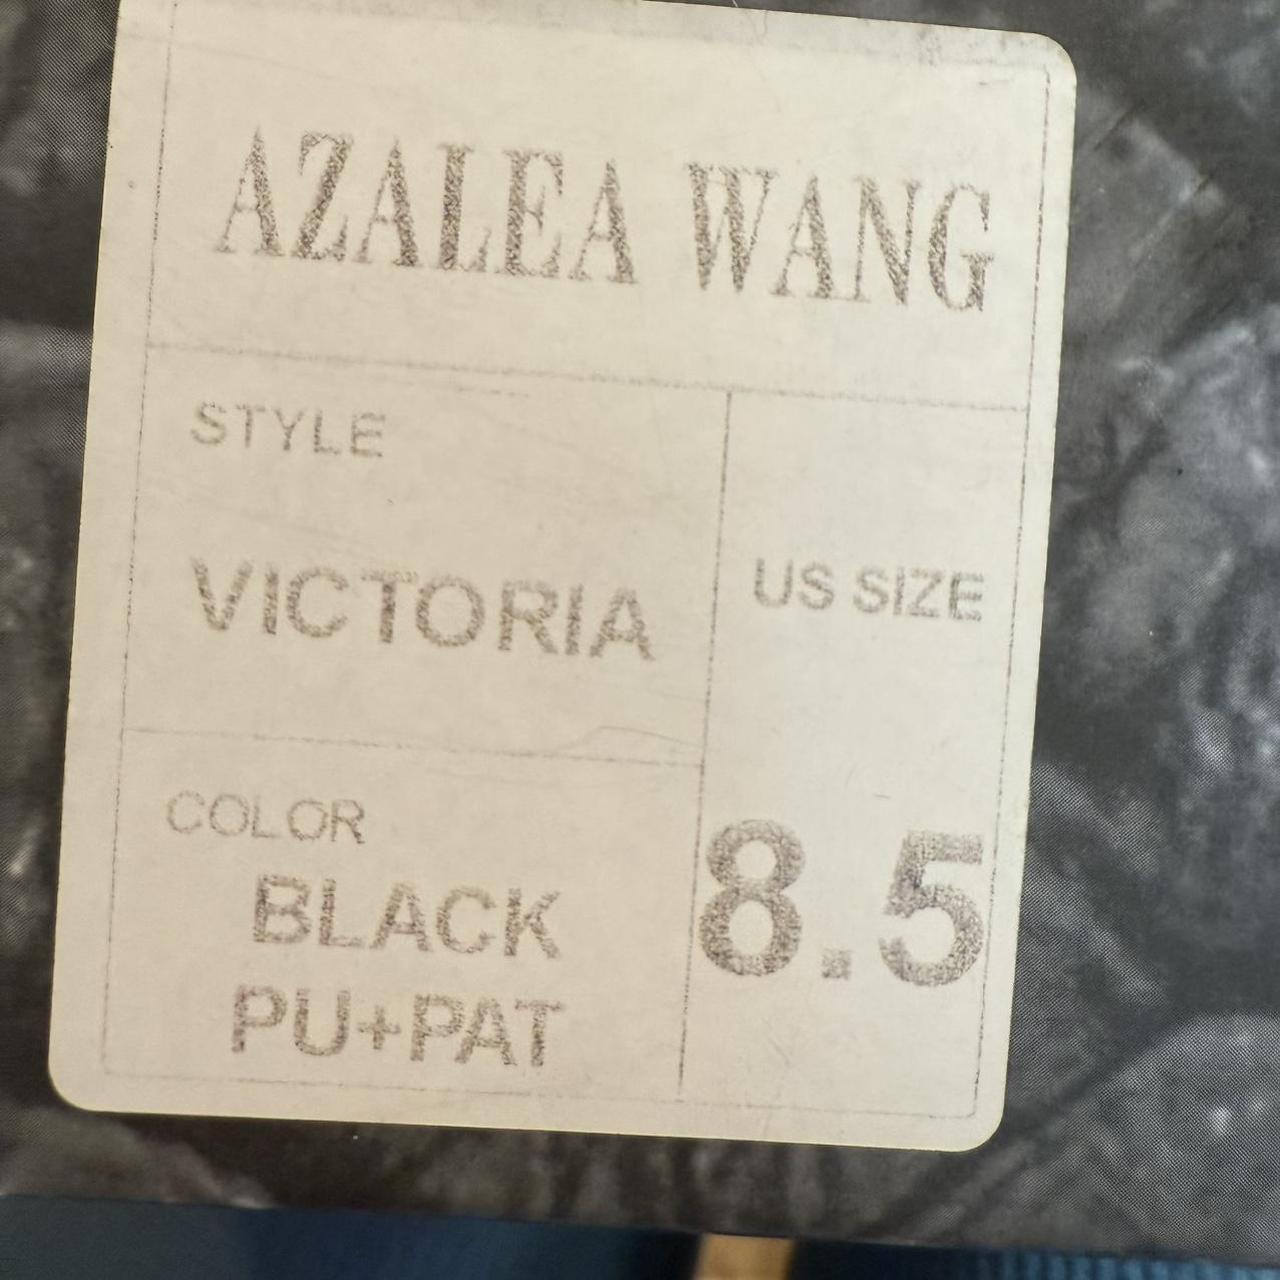 AZALEA WANG
STYLE
VICTORIA
US SIZE
COLOR
BLACK
PU+PAT
8.5